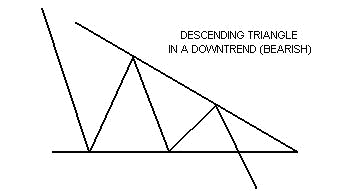 DESCENDING TRIANGLE
IN A DOWNTREND (BEARISH)